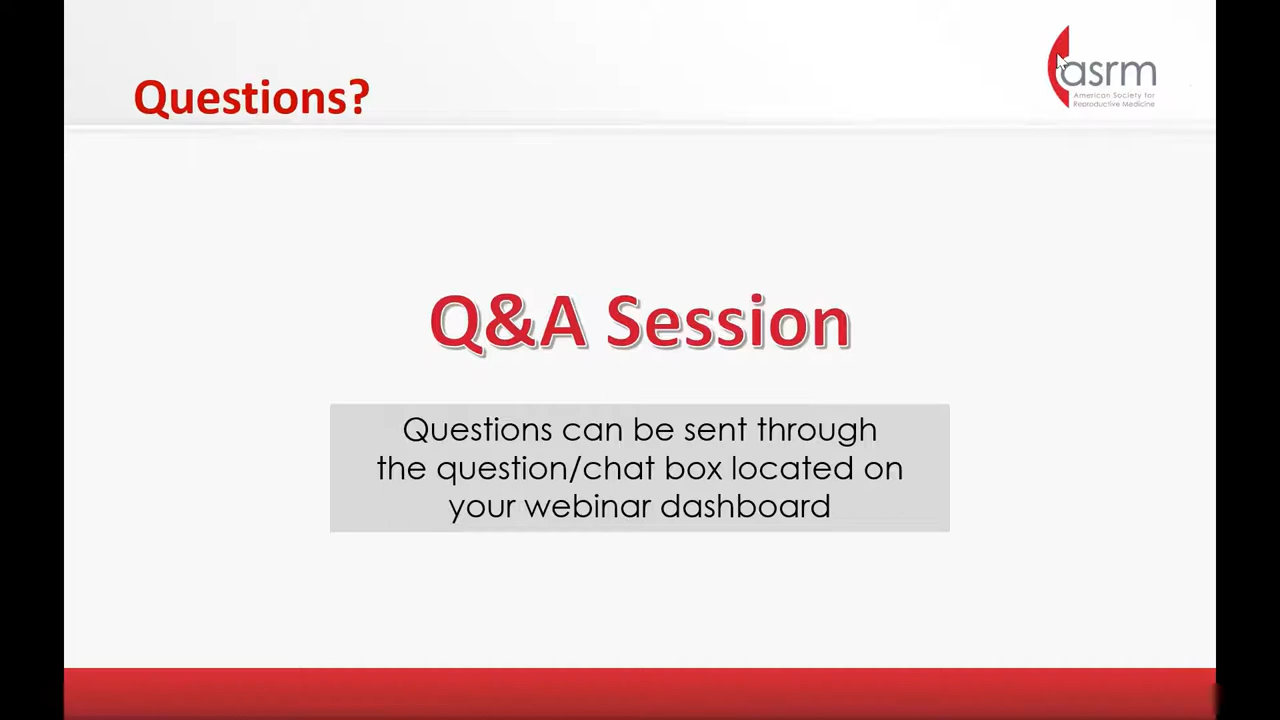 Questions?
asrm
American Society for
Reproductive Medicine
Q&A Session
Questions can be sent through
the question/chat box located on
your webinar dashboard